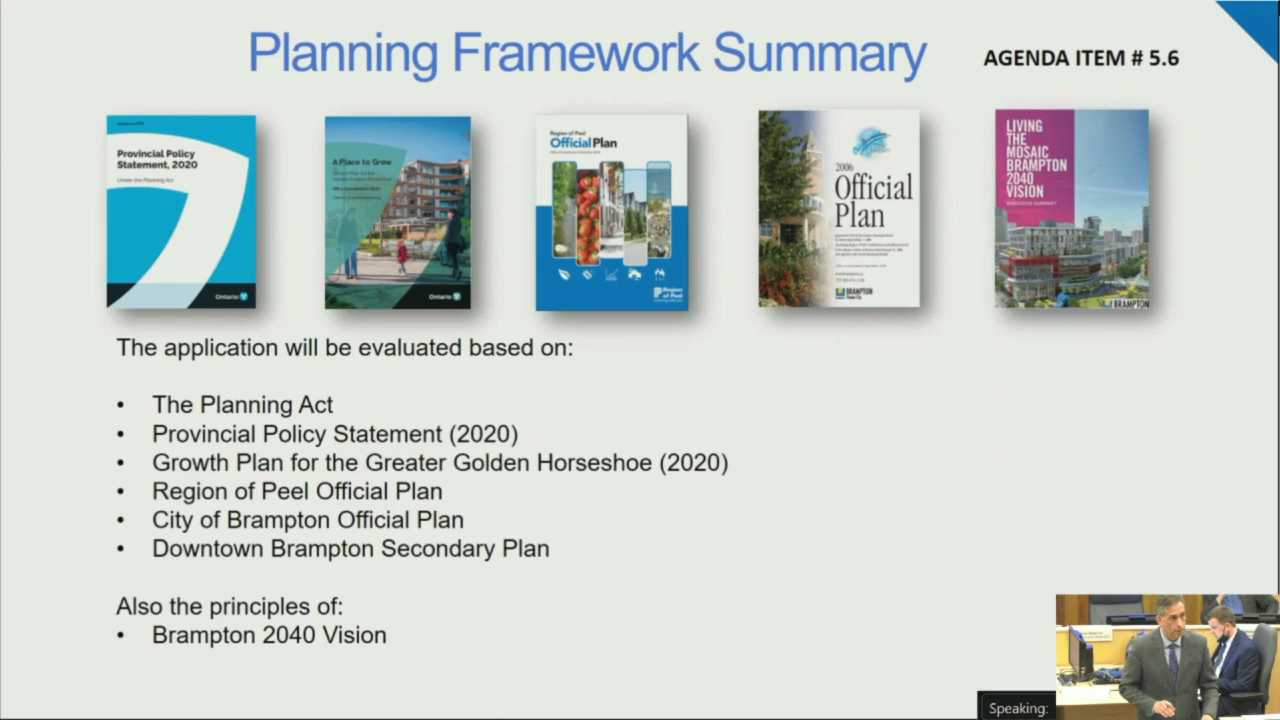 Planning Framework Summary
AGENDA ITEM # 5.6
Provincial Policy
Statement, 2020
Under the Planning Act
Ontario
A Place to Grow
Ontario
Region of Peel
Official Plan
Region
of Peel
2006
Official
Plan
BRAMPTON
Flower City
LIVING
THE
MOSAIC
BRAMPTON
2040
VISION
EXECUTIVE SUMMARY
BRAMPTON
The application will be evaluated based on:
• The Planning Act
• Provincial Policy Statement (2020)
• Growth Plan for the Greater Golden Horseshoe (2020)
• Region of Peel Official Plan
• City of Brampton Official Plan
• Downtown Brampton Secondary Plan
Also the principles of:
• Brampton 2040 Vision
Speaking: